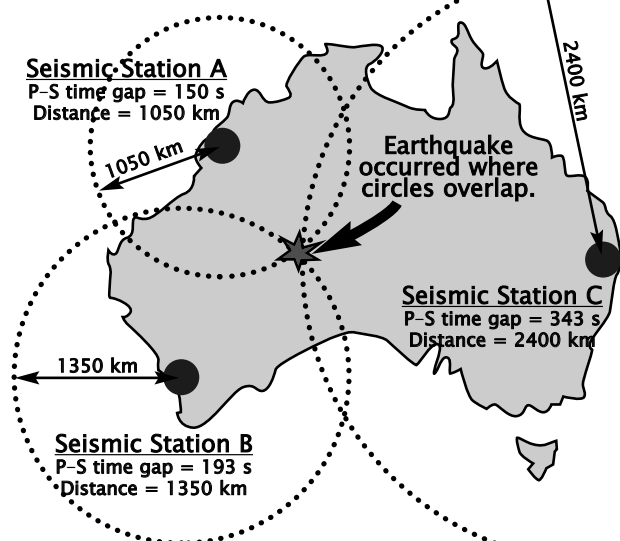 Seismic Station A
P-S time gap = 150 s
Distance = 1050 km
2400 km
1050 km
Earthquake
occurred where
circles overlap.
Seismic Station C
P-S time gap = 343 s
Distance = 2400 km
1350 km
Seismic Station B
P-S time gap = 193 s
Distance = 1350 km